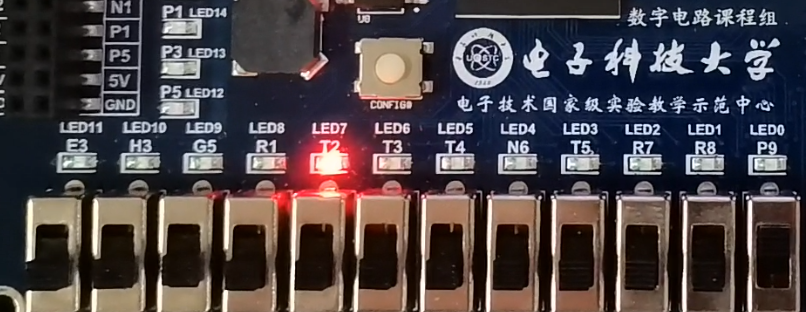 N1
P1
P5
5V
GND
P1 LED14
P3 LED13
P5 LED12
U8
CONFIG0
数字电路课程组
电子科技大学
电子技术国家级实验教学示范中心
LED11 LED10 LED9 LED8 LED7 LED6 LED5 LED4 LED3 LED2 LED1 LED0
E3 H3 G5 R1 T2 T3 T4 N6 T5 R7 R8 P9